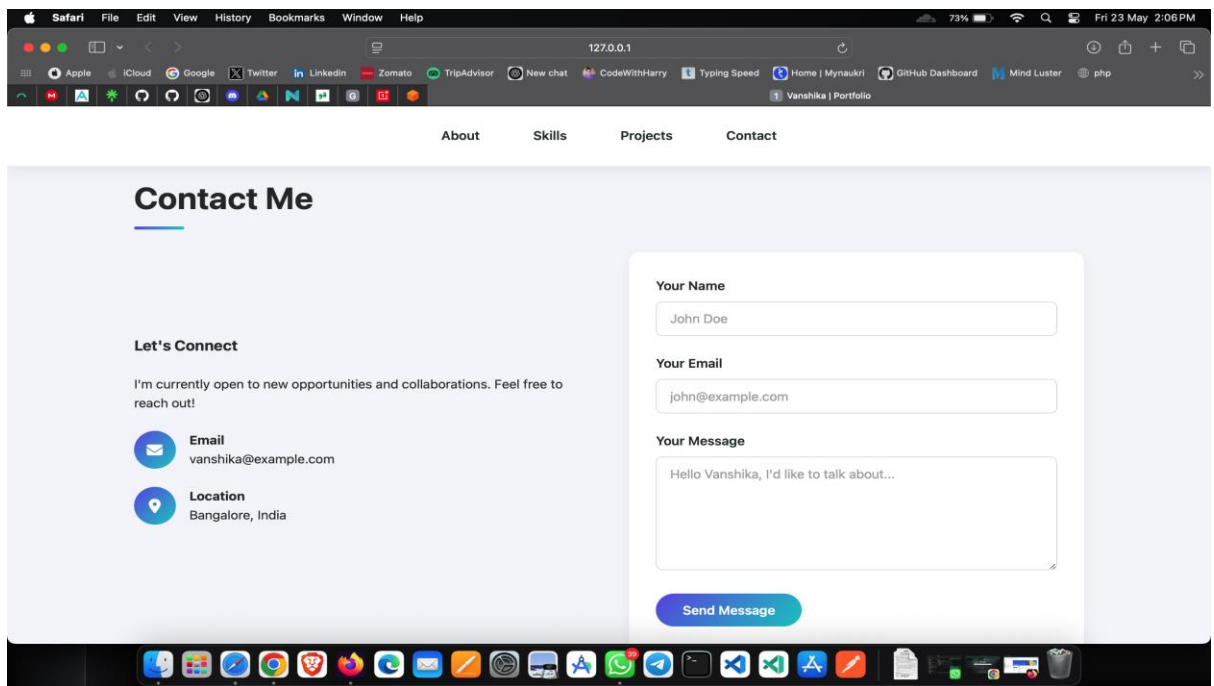 Safari File Edit View History Bookmarks Window Help 73% Fri 23 May 2:06 PM
127.0.0.1
Apple iCloud Google Twitter Linkedin Zomato TripAdvisor New chat CodeWithHarry Typing Speed Home | Mynaukri GitHub Dashboard Mind Luster php
1 Vanshika | Portfolio
About Skills Projects Contact
Contact Me
Let's Connect
I'm currently open to new opportunities and collaborations. Feel free to
reach out!
Email
vanshika@example.com
Location
Bangalore, India
Your Name
John Doe
Your Email
john@example.com
Your Message
Hello Vanshika, I'd like to talk about...
Send Message